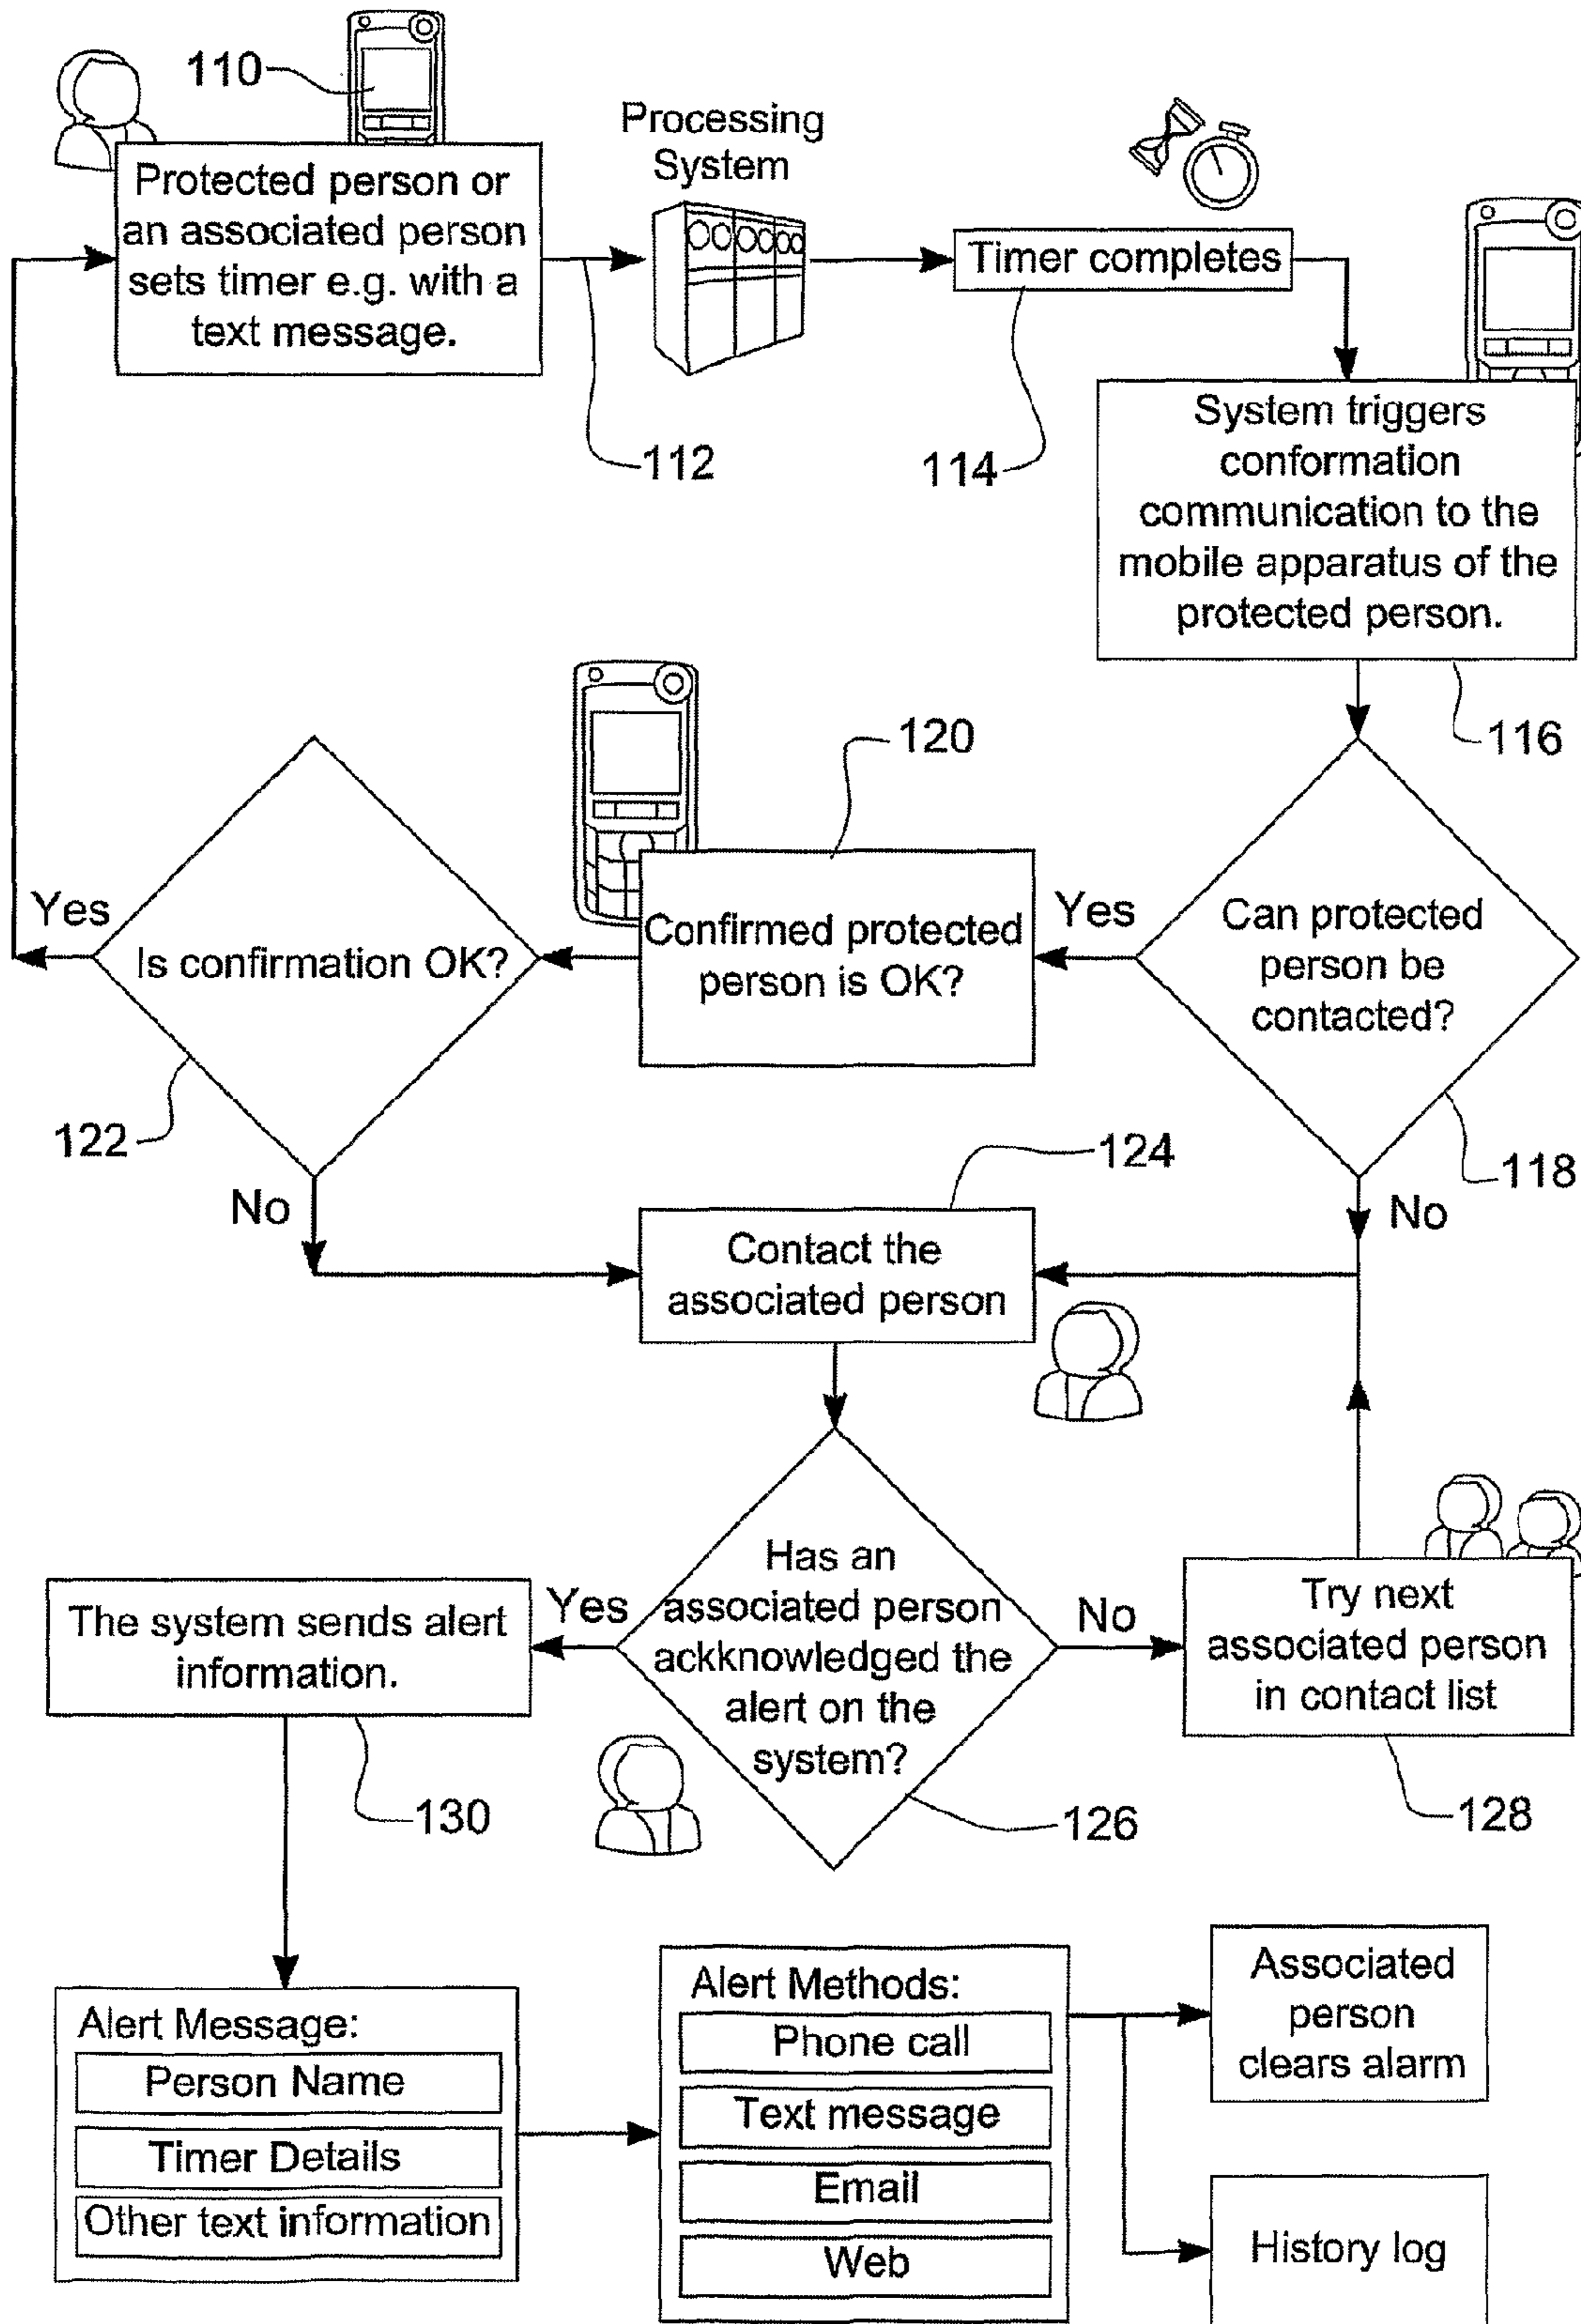 110
Protected person or
an associated person
sets timer e.g. with a
text message.
Processing
System
112
Timer completes
114
System triggers
conformation
communication to the
mobile apparatus of the
protected person.
116
Can protected
person be
contacted?
118
Yes
No
120
Confirmed protected
person is OK?
Is confirmation OK?
122
Yes
No
124
Contact the
associated person
Has an
associated person
ackknowledged the
alert on the
system?
126
Yes
No
Try next
associated person
in contact list
128
The system sends alert
information.
130
Alert Message:
Person Name
Timer Details
Other text information
Alert Methods:
Phone call
Text message
Email
Web
Associated
person
clears alarm
History log